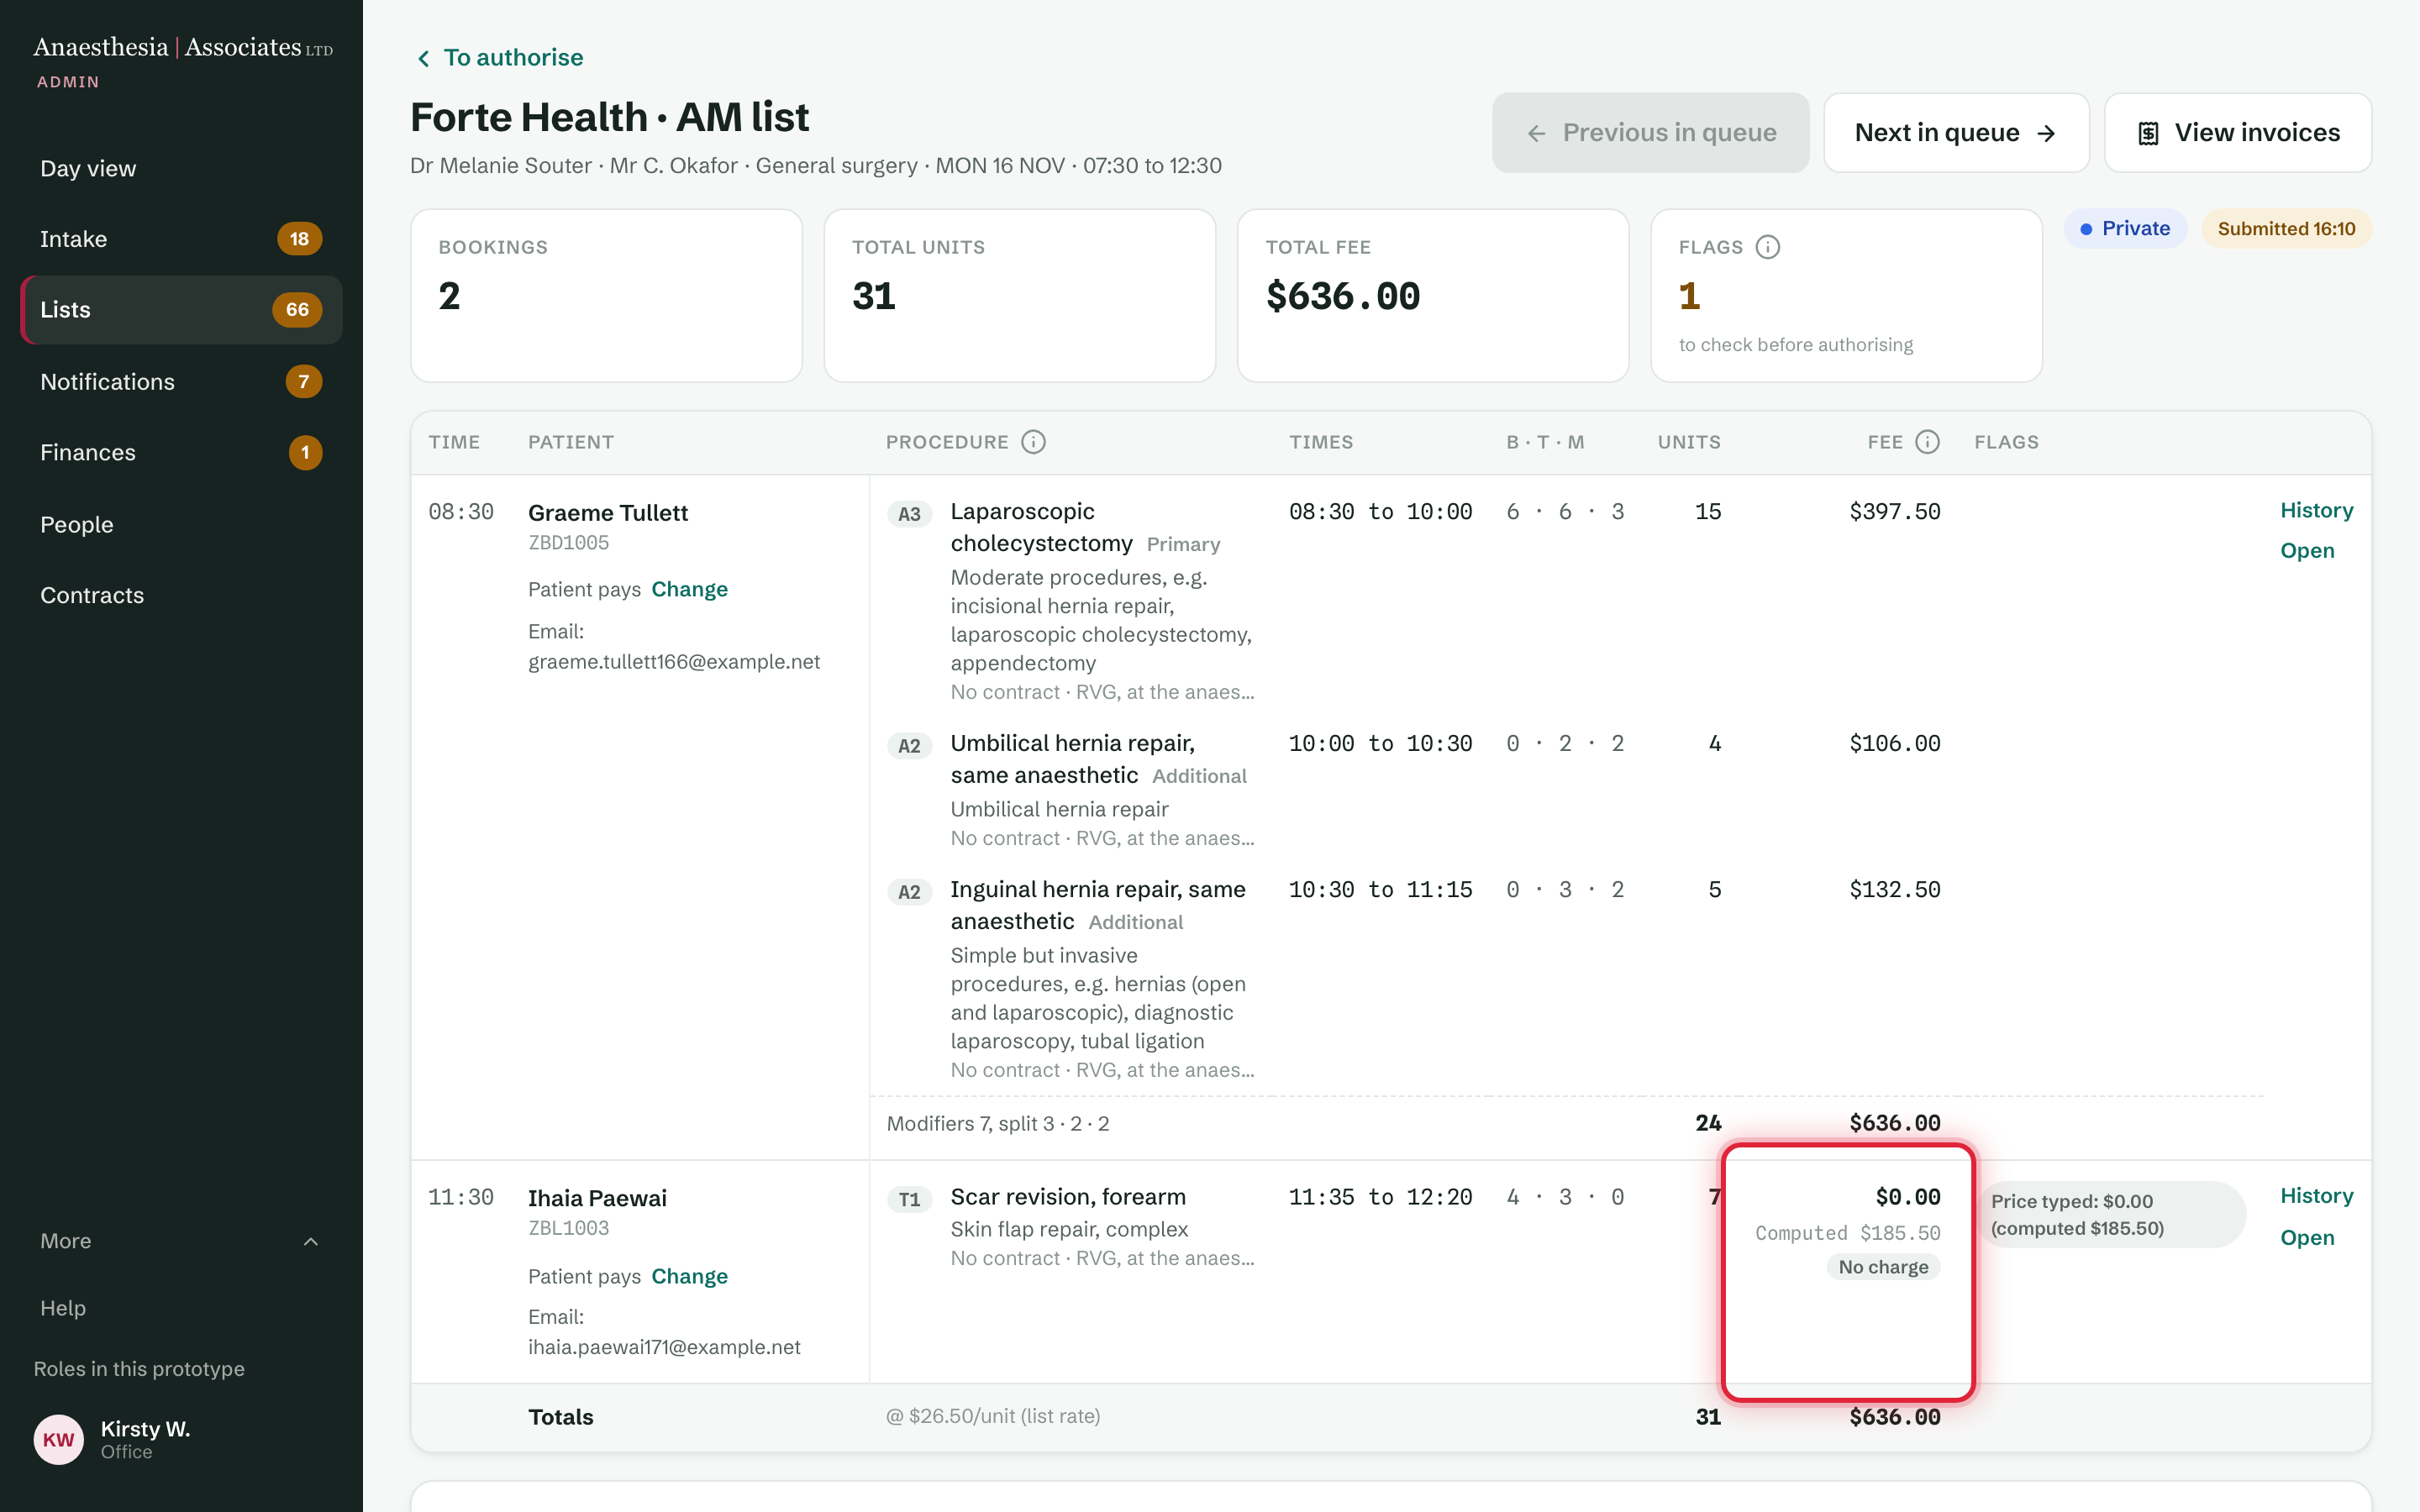 Anaesthesia | Associates LTD
ADMIN
Day view
Intake 18
Lists 66
Notifications 7
Finances 1
People
Contracts
More
Help
Roles in this prototype
KW
Kirsty W.
Office
To authorise
Forte Health · AM list
Dr Melanie Souter · Mr C. Okafor · General surgery · MON 16 NOV · 07:30 to 12:30
← Previous in queue
Next in queue →
View invoices
BOOKINGS
2
TOTAL UNITS
31
TOTAL FEE
$636.00
FLAGS
1
to check before authorising
Private
Submitted 16:10
TIME PATIENT PROCEDURE TIMES B · T · M UNITS FEE FLAGS
08:30
Graeme Tullett
ZBD1005
Patient pays Change
Email:
graeme.tullett166@example.net
A3 Laparoscopic
cholecystectomy Primary
Moderate procedures, e.g.
incisional hernia repair,
laparoscopic cholecystectomy,
appendectomy
No contract · RVG, at the anaes...
08:30 to 10:00 6 · 6 · 3 15 $397.50
History
Open
A2 Umbilical hernia repair,
same anaesthetic Additional
Umbilical hernia repair
No contract · RVG, at the anaes...
10:00 to 10:30 0 · 2 · 2 4 $106.00
A2 Inguinal hernia repair, same
anaesthetic Additional
Simple but invasive
procedures, e.g. hernias (open
and laparoscopic), diagnostic
laparoscopy, tubal ligation
No contract · RVG, at the anaes...
10:30 to 11:15 0 · 3 · 2 5 $132.50
Modifiers 7, split 3 · 2 · 2 24 $636.00
11:30
Ihaia Paewai
ZBL1003
Patient pays Change
Email:
ihaia.paewai171@example.net
T1 Scar revision, forearm
Skin flap repair, complex
No contract · RVG, at the anaes...
11:35 to 12:20 4 · 3 · 0 7 $0.00
Computed $185.50
No charge
Price typed: $0.00
(computed $185.50)
History
Open
Totals @ $26.50/unit (list rate) 31 $636.00